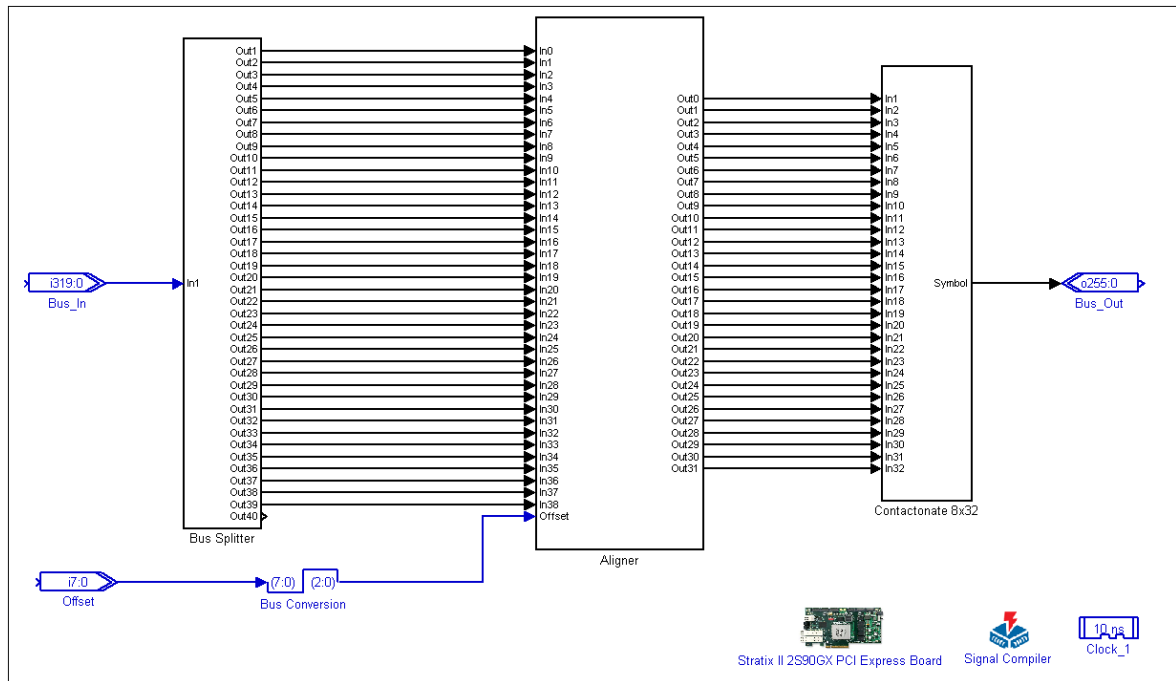 i319:0
Bus_In
In1
Out1
Out2
Out3
Out4
Out5
Out6
Out7
Out8
Out9
Out10
Out11
Out12
Out13
Out14
Out15
Out16
Out17
Out18
Out19
Out20
Out21
Out22
Out23
Out24
Out25
Out26
Out27
Out28
Out29
Out30
Out31
Out32
Out33
Out34
Out35
Out36
Out37
Out38
Out39
Out40
Bus Splitter
In0
In1
In2
In3
In4
In5
In6
In7
In8
In9
In10
In11
In12
In13
In14
In15
In16
In17
In18
In19
In20
In21
In22
In23
In24
In25
In26
In27
In28
In29
In30
In31
In32
In33
In34
In35
In36
In37
In38
Offset
Out0
Out1
Out2
Out3
Out4
Out5
Out6
Out7
Out8
Out9
Out10
Out11
Out12
Out13
Out14
Out15
Out16
Out17
Out18
Out19
Out20
Out21
Out22
Out23
Out24
Out25
Out26
Out27
Out28
Out29
Out30
Out31
Aligner
In1
In2
In3
In4
In5
In6
In7
In8
In9
In10
In11
In12
In13
In14
In15
In16
In17
In18
In19
In20
In21
In22
In23
In24
In25
In26
In27
In28
In29
In30
In31
In32
Symbol
Contactonate 8x32
o255:0
Bus_Out
i7:0
Offset
(7:0) (2:0)
Bus Conversion
Stratix II 2S90GX PCI Express Board
Signal Compiler
10 ns
Clock_1